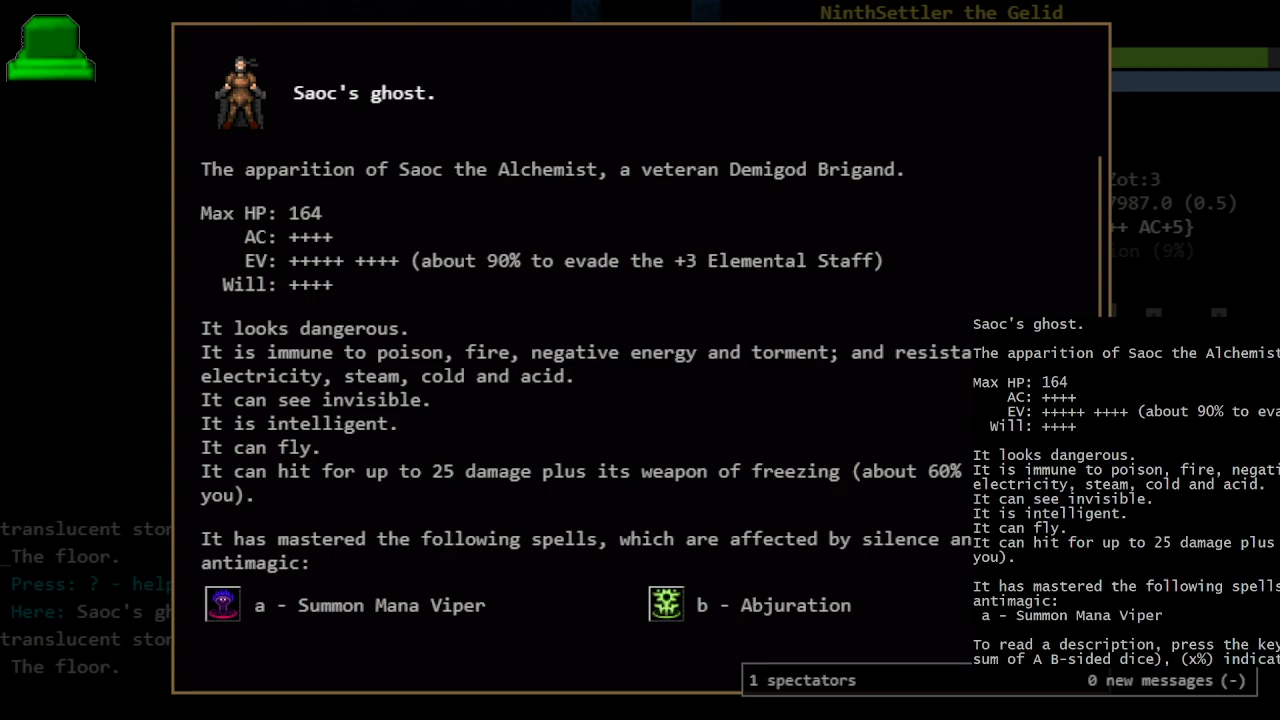 NinthSettler the Gelid
Saoc's ghost.
The apparition of Saoc the Alchemist, a veteran Demigod Brigand.
Zot:3
Max HP: 164
7987.0 (0.5)
AC: ++++
++ AC+5}
EV: +++++ ++++ (about 90% to evade the +3 Elemental Staff)
ion (9%)
Will: ++++
It looks dangerous.
It is immune to poison, fire, negative energy and torment; and resista
electricity, steam, cold and acid.
It can see invisible.
It is intelligent.
It can fly.
It can hit for up to 25 damage plus its weapon of freezing (about 60%
you).
It has mastered the following spells, which are affected by silence an
antimagic:
a - Summon Mana Viper
b - Abjuration
translucent ston
_The floor.
Press: ? - help
Here: Saoc's gh
translucent ston
The floor.
Saoc's ghost.
The apparition of Saoc the Alchemist
Max HP: 164
AC: ++++
EV: +++++ ++++ (about 90% to eva
Will: ++++
It looks dangerous.
It is immune to poison, fire, negati
electricity, steam, cold and acid.
It can see invisible.
It is intelligent.
It can fly.
It can hit for up to 25 damage plus
you).
It has mastered the following spells
antimagic:
a - Summon Mana Viper
To read a description, press the key
sum of A B-sided dice), (x%) indicat
1 spectators
0 new messages (-)